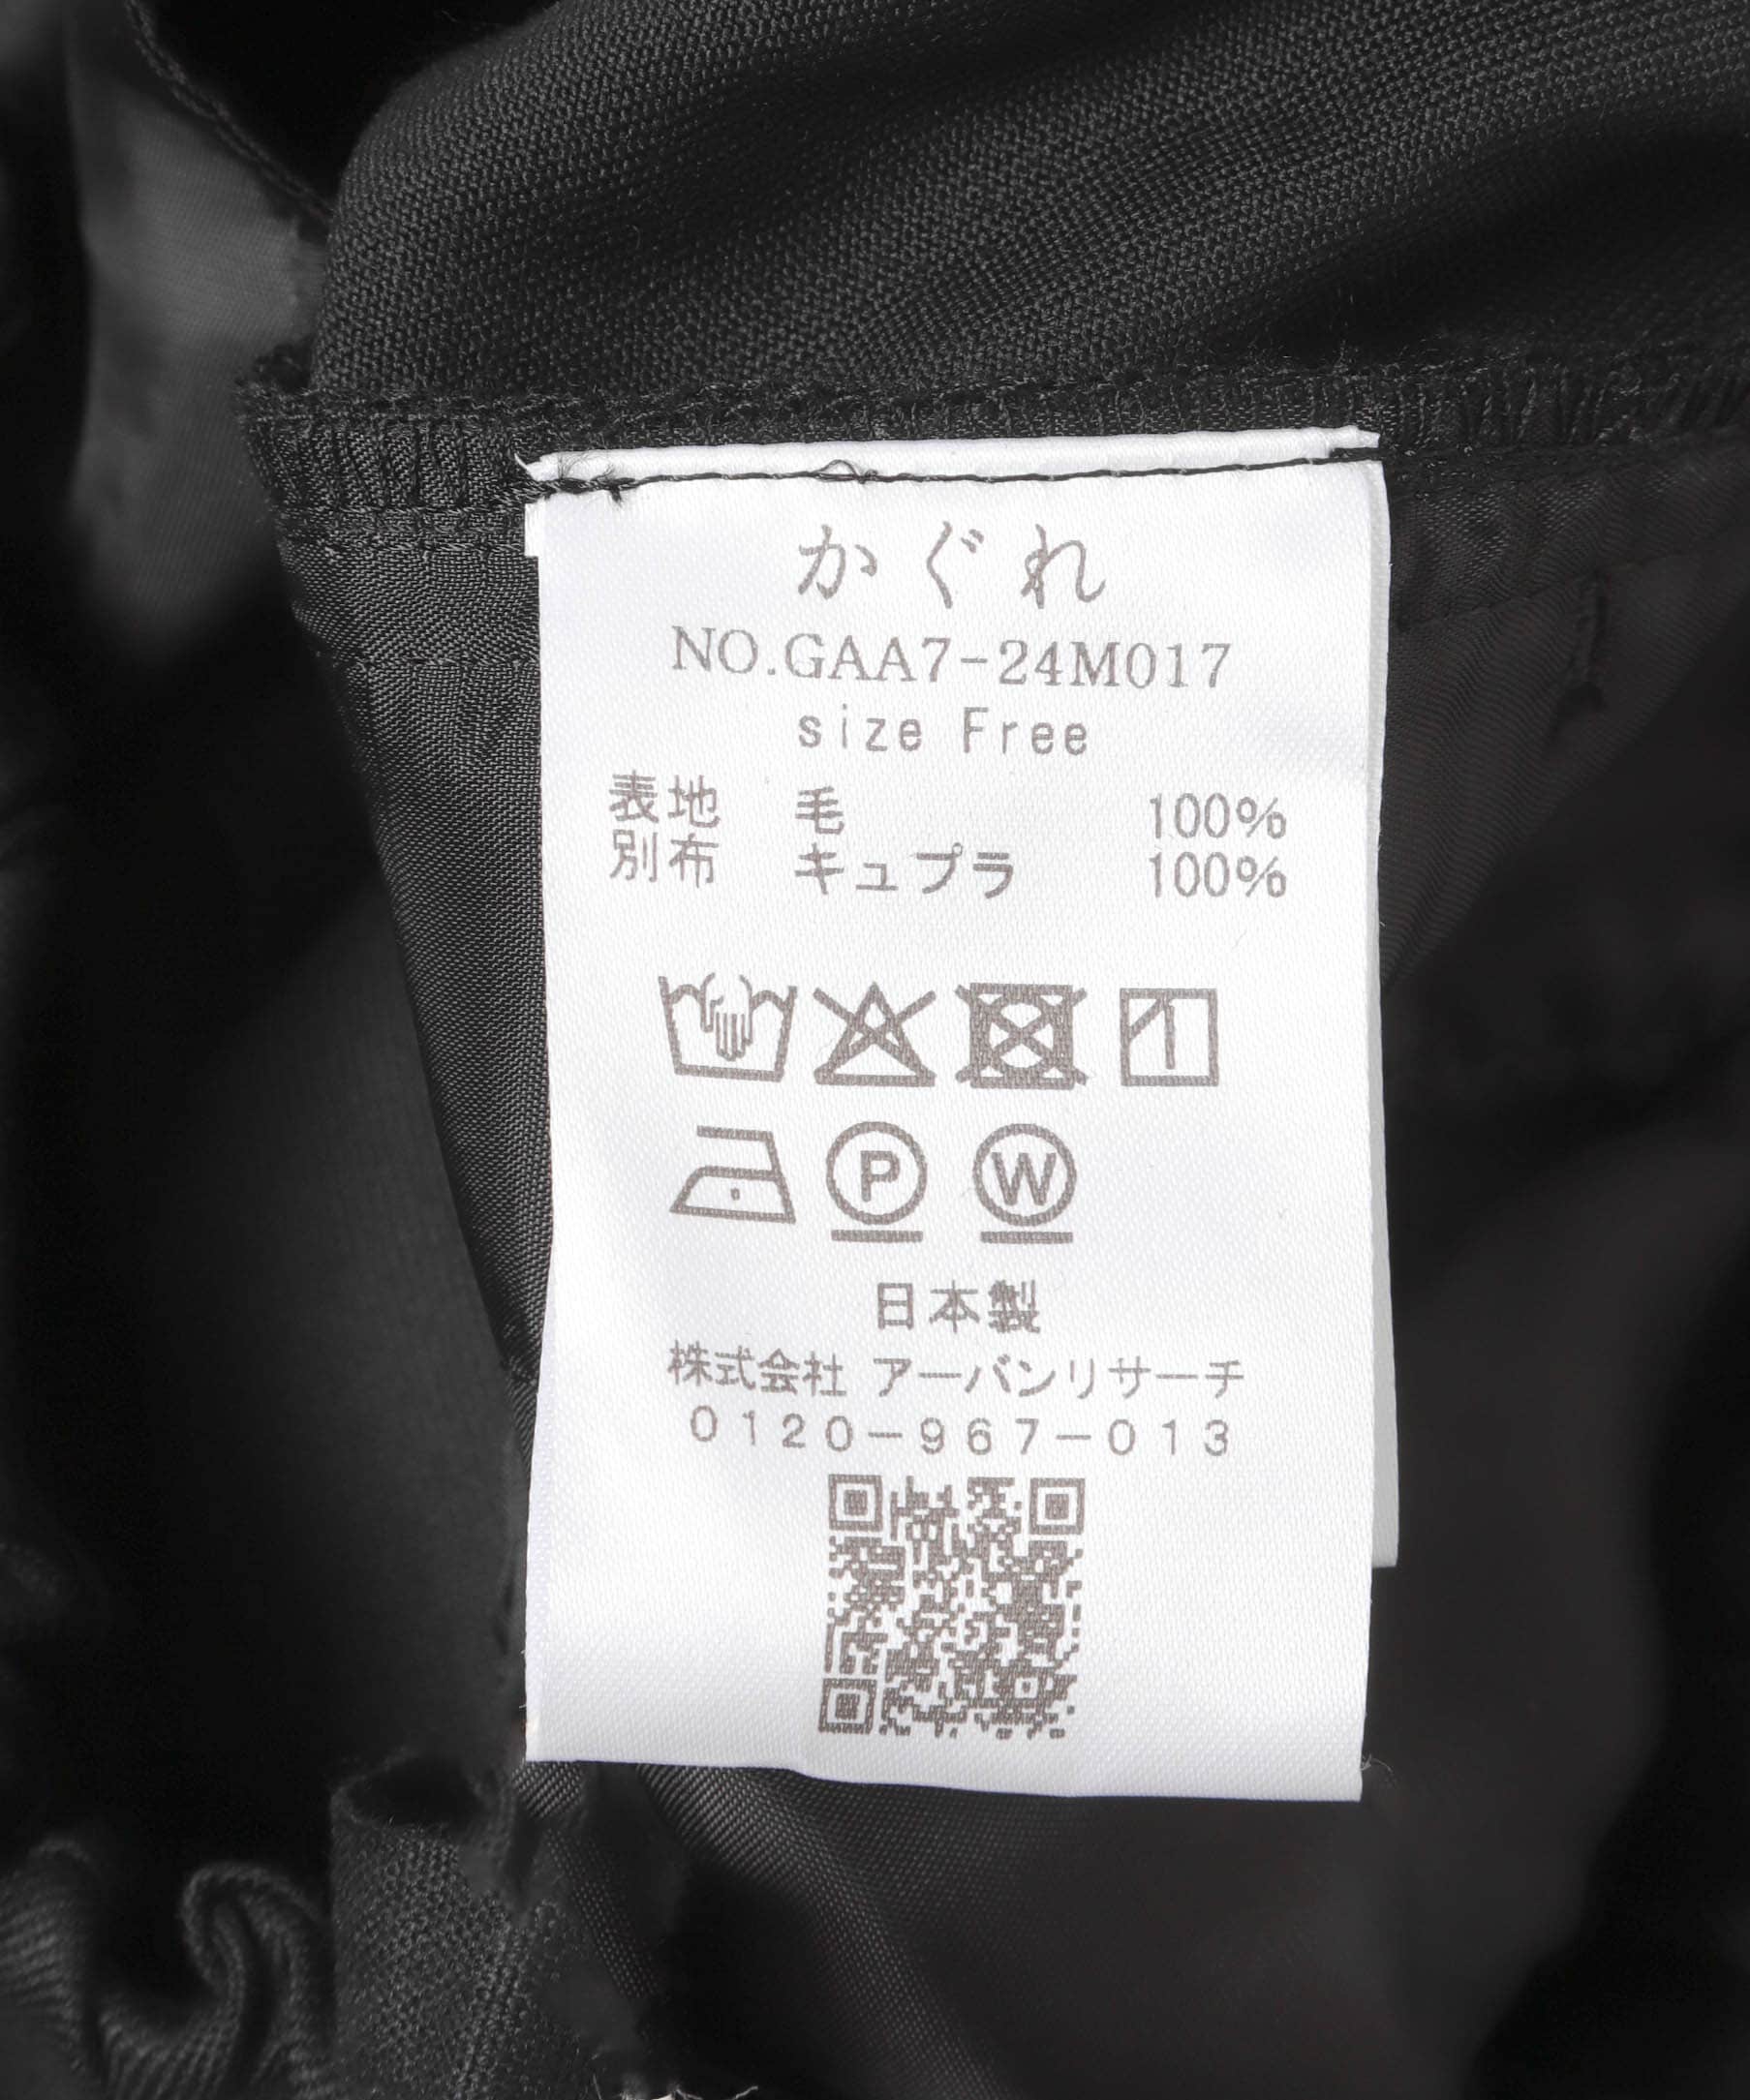 かぐれ
NO.GAA7-24M017
size Free
表地 毛 100%
別布 キュプラ 100%
P W
日本製
株式会社 アーバンリサーチ
0120-967-013